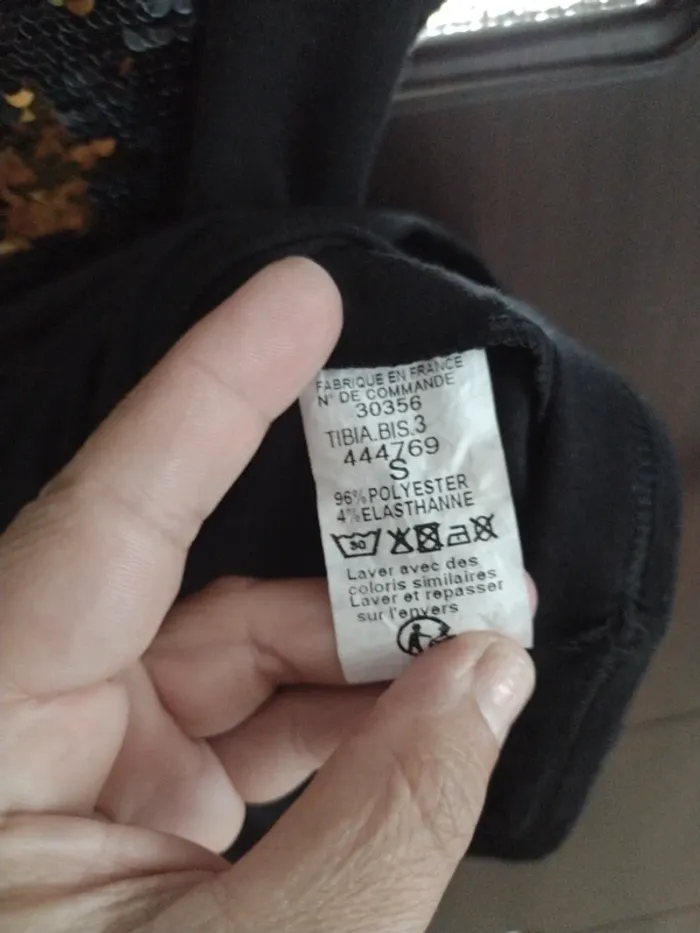 FABRIQUE EN FRANCE
N° DE COMMANDE
30356
TIBIA.BIS.3
444769
S
96%POLYESTER
4%ELASTHANNE
30
Laver avec des
coloris similaires
Laver et repasser
sur l'envers